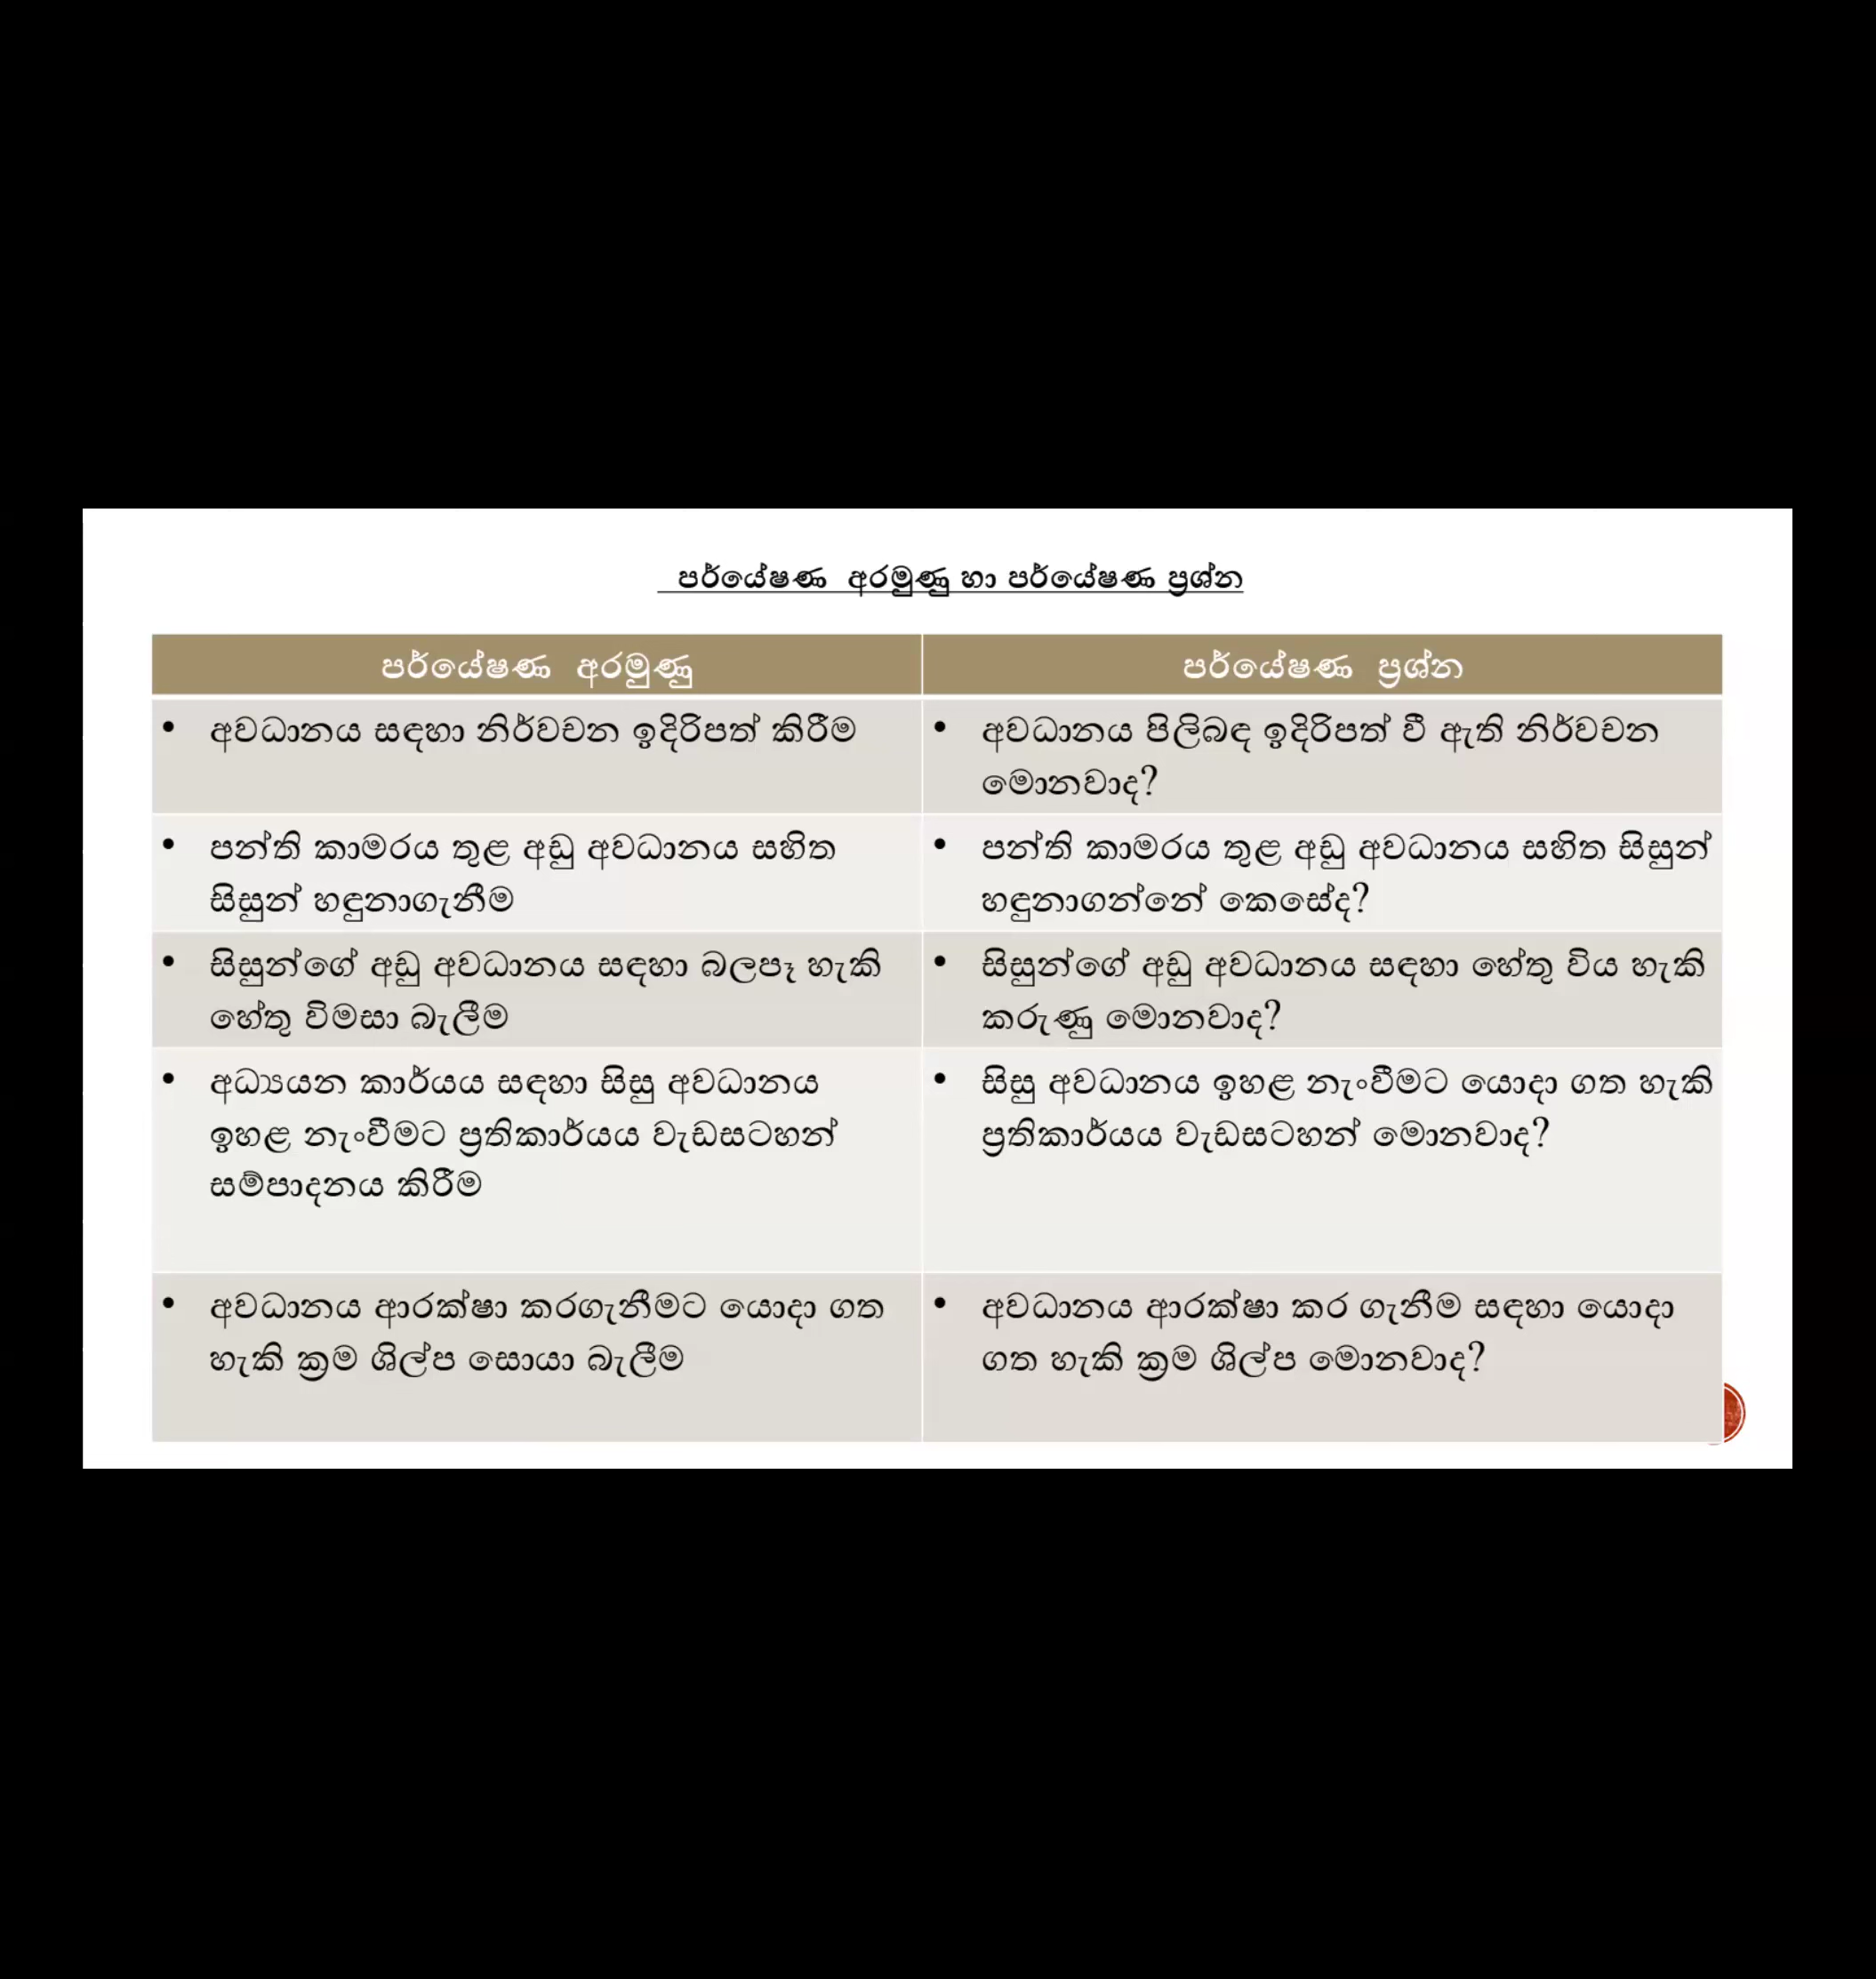 පර්යේෂණ අරමුණු හා පර්යේෂණ ප්‍රශ්න
පර්යේෂණ අරමුණු
පර්යේෂණ ප්‍රශ්න
• අවධානය සඳහා නිර්වචන ඉදිරිපත් කිරීම
• අවධානය පිලිබඳ ඉදිරිපත් වී ඇති නිර්වචන
මොනවාද?
• පන්ති කාමරය තුළ අඩු අවධානය සහිත
සිසුන් හඳුනාගැනීම
• පන්ති කාමරය තුළ අඩු අවධානය සහිත සිසුන්
හඳුනාගන්නේ කෙසේද?
• සිසුන්ගේ අඩු අවධානය සඳහා බලපෑ හැකි
හේතු විමසා බැලීම
• සිසුන්ගේ අඩු අවධානය සඳහා හේතු විය හැකි
කරුණු මොනවාද?
• අධ්‍යයන කාර්යය සඳහා සිසු අවධානය
ඉහළ නැංවීමට ප්‍රතිකාර්යය වැඩසටහන්
සම්පාදනය කිරීම
• සිසු අවධානය ඉහළ නැංවීමට යොදා ගත හැකි
ප්‍රතිකාර්යය වැඩසටහන් මොනවාද?
• අවධානය ආරක්ෂා කරගැනීමට යොදා ගත
හැකි ක්‍රම ශිල්ප සොයා බැලීම
• අවධානය ආරක්ෂා කර ගැනීම සඳහා යොදා
ගත හැකි ක්‍රම ශිල්ප මොනවාද?